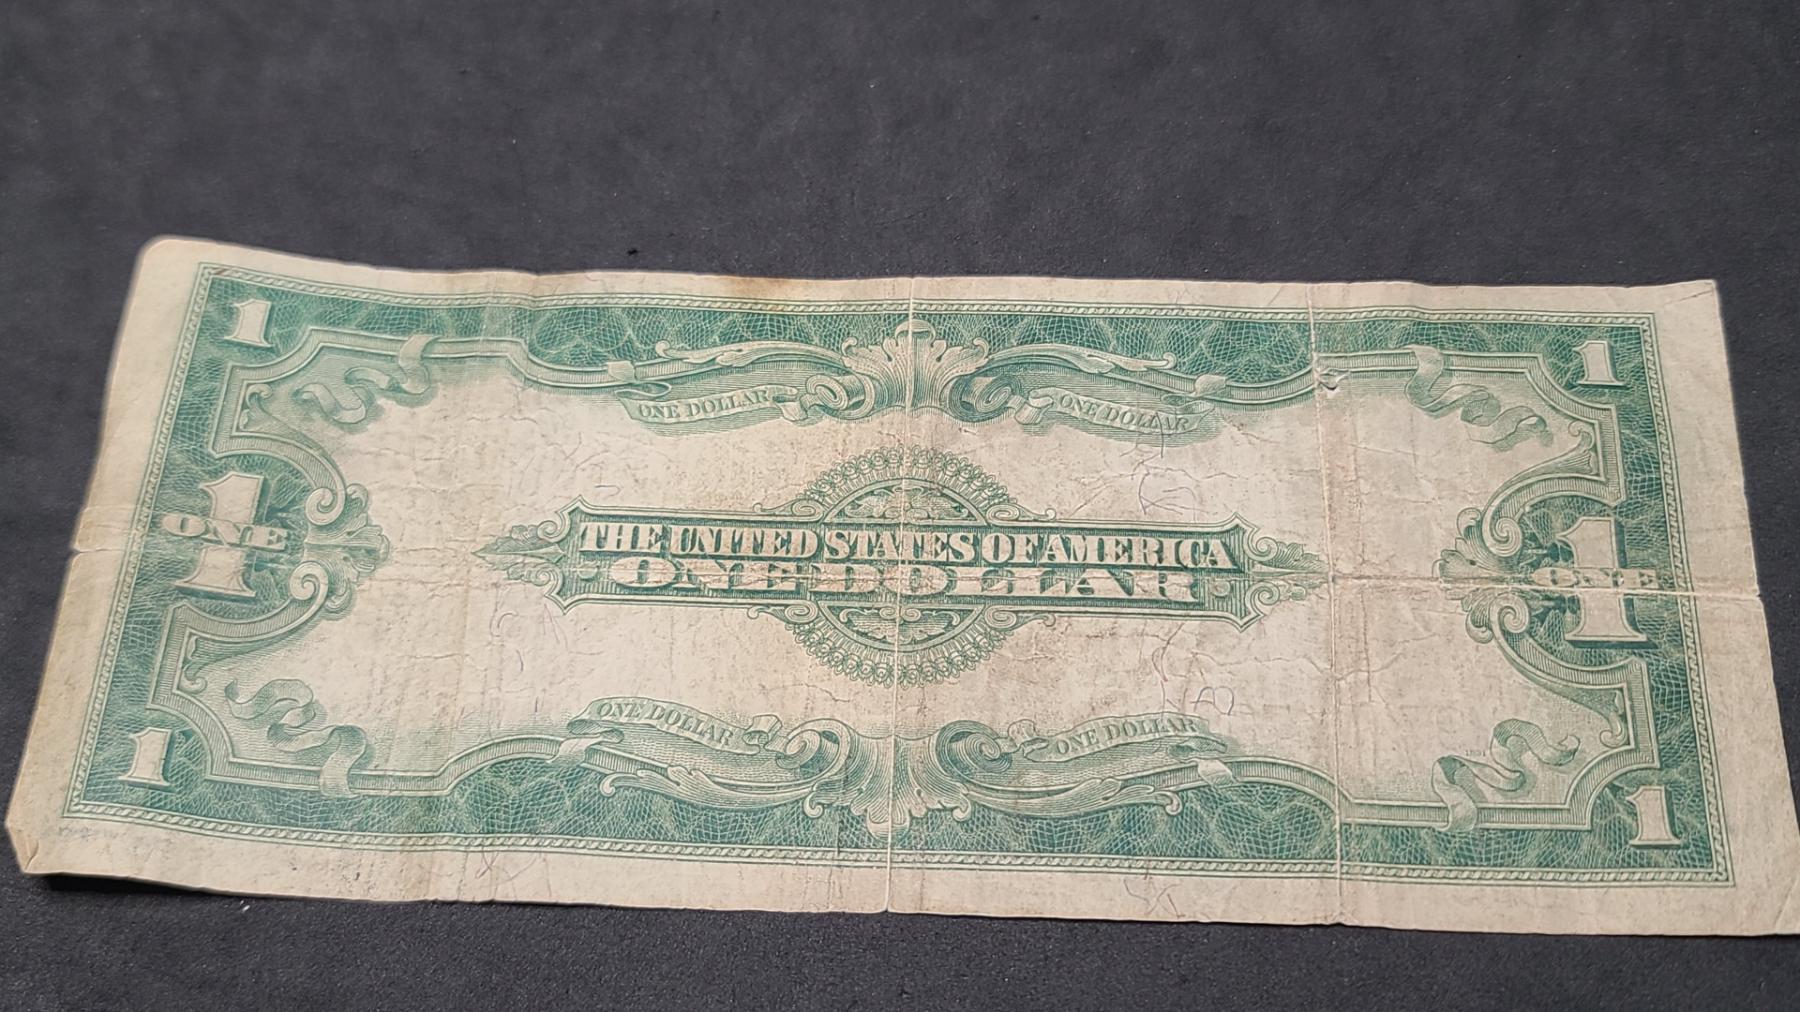 1 1
ONE DOLLAR ONE DOLLAR
1 ONE 1 ONE
THE UNITED STATES OF AMERICA
ONE DOLLAR
ONE DOLLAR ONE DOLLAR
1 1